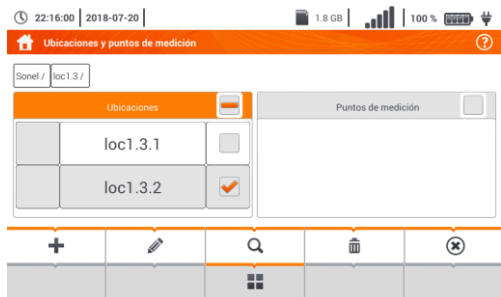 22:16:00 2018-07-20 1.8 GB 100 %
Ubicaciones y puntos de medición ?
Sonel / loc1.3 /
Ubicaciones Puntos de medición
loc1.3.1
loc1.3.2